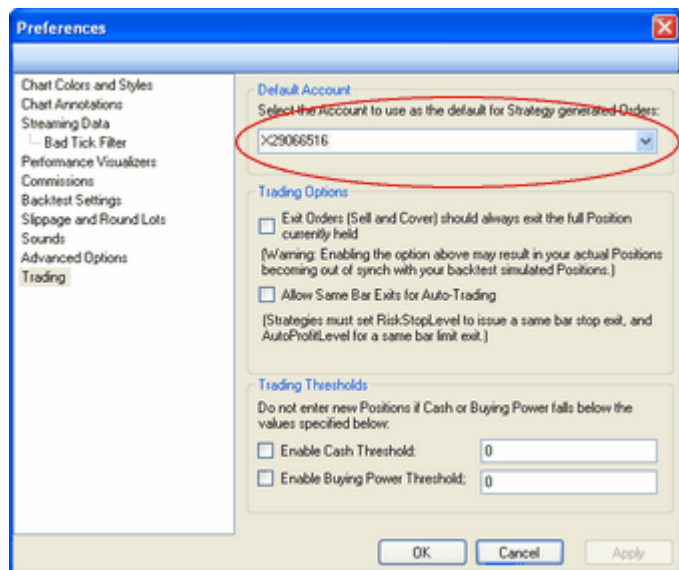 Preferences
Chart Colors and Styles
Chart Annotations
Streaming Data
Bad Tick Filter
Performance Visualizers
Commissions
Backtest Settings
Slippage and Round Lots
Sounds
Advanced Options
Trading
Default Account
Select the Account to use as the default for Strategy generated Orders:
X29066516
Trading Options
Exit Orders (Sell and Cover) should always exit the full Position
currently held
(Warning: Enabling the option above may result in your actual Positions
becoming out of synch with your backtest simulated Positions.)
Allow Same Bar Exits for Auto-Trading
(Strategies must set RiskStopLevel to issue a same bar stop exit, and
AutoProfitLevel for a same bar limit exit.)
Trading Thresholds
Do not enter new Positions if Cash or Buying Power falls below the
values specified below:
Enable Cash Threshold: 0
Enable Buying Power Threshold: 0
OK Cancel Apply